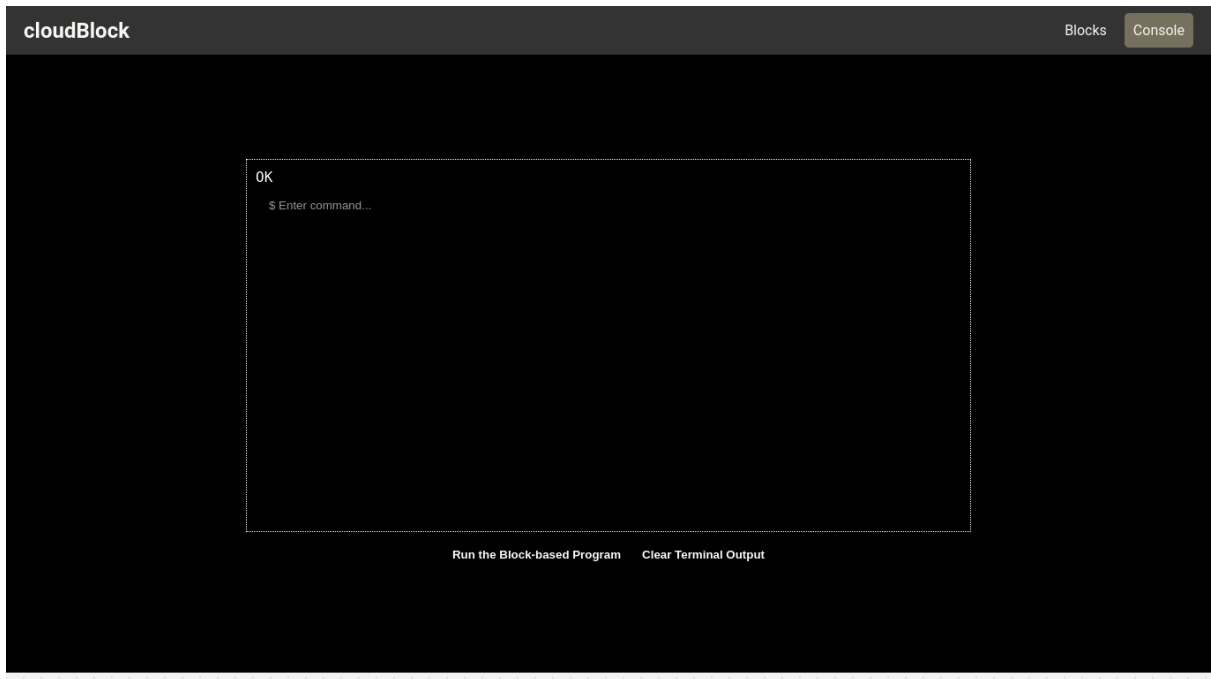 cloudBlock
Blocks Console
OK
$ Enter command...
Run the Block-based Program Clear Terminal Output